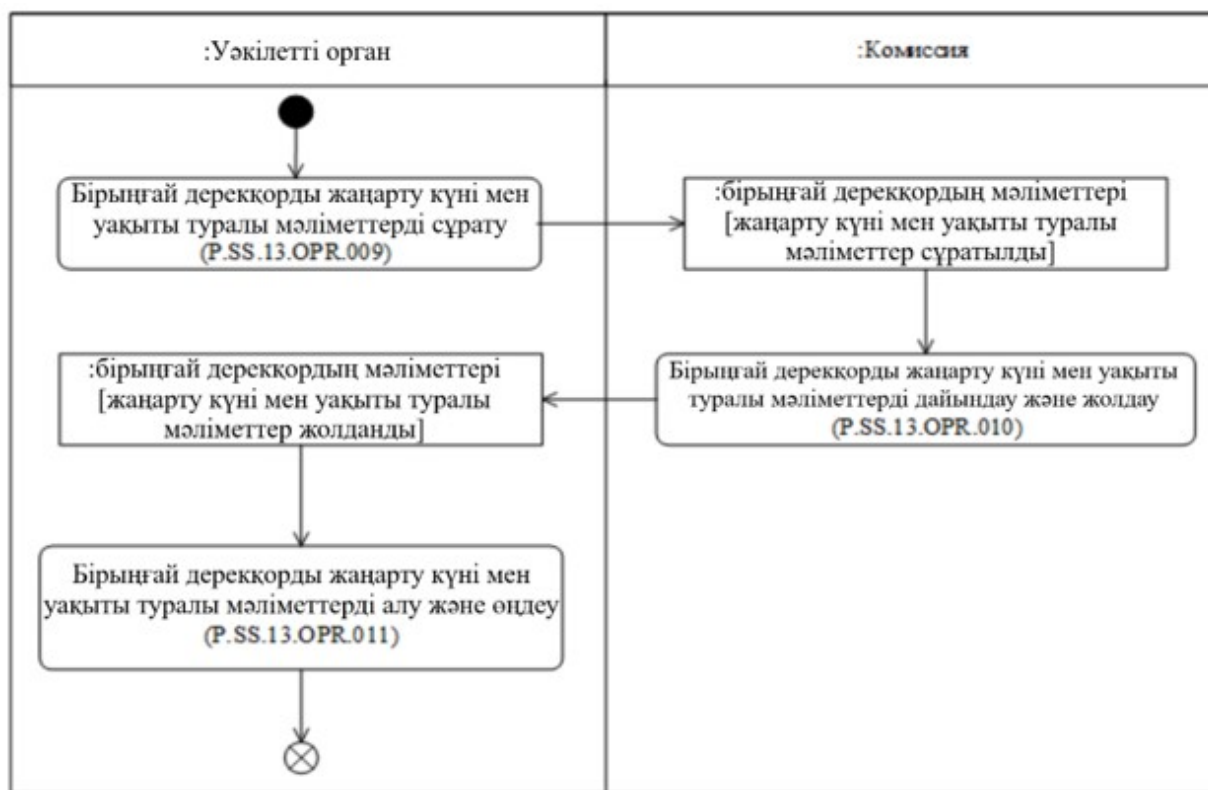 :Уәкілетті орган
:Комиссия
Бірыңғай дерекқорды жаңарту күні мен
уақыты туралы мәліметтерді сұрату
(P.SS.13.OPR.009)
:бірыңғай дерекқордың мәліметтері
[жаңарту күні мен уақыты туралы
мәліметтер сұратылды]
Бірыңғай дерекқорды жаңарту күні мен уақыты
туралы мәліметтерді дайындау және жолдау
(P.SS.13.OPR.010)
:бірыңғай дерекқордың мәліметтері
[жаңарту күні мен уақыты туралы
мәліметтер жолданды]
Бірыңғай дерекқорды жаңарту күні мен
уақыты туралы мәліметтерді алу және өңдеу
(P.SS.13.OPR.011)